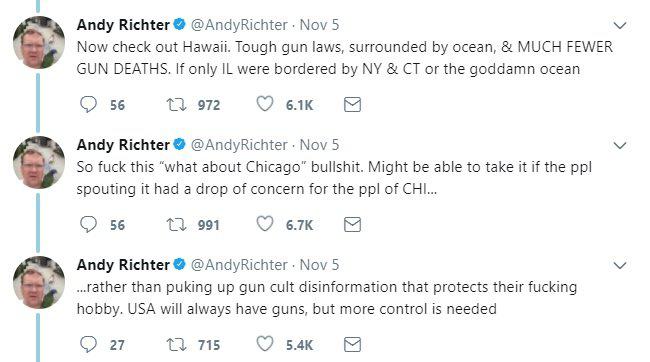 Andy Richter @AndyRichter · Nov 5
Now check out Hawaii. Tough gun laws, surrounded by ocean, & MUCH FEWER
GUN DEATHS. If only IL were bordered by NY & CT or the goddamn ocean
56 972 6.1K
Andy Richter @AndyRichter · Nov 5
So fuck this “what about Chicago” bullshit. Might be able to take it if the ppl
spouting it had a drop of concern for the ppl of CHI...
56 991 6.7K
Andy Richter @AndyRichter · Nov 5
...rather than puking up gun cult disinformation that protects their fucking
hobby. USA will always have guns, but more control is needed
27 715 5.4K